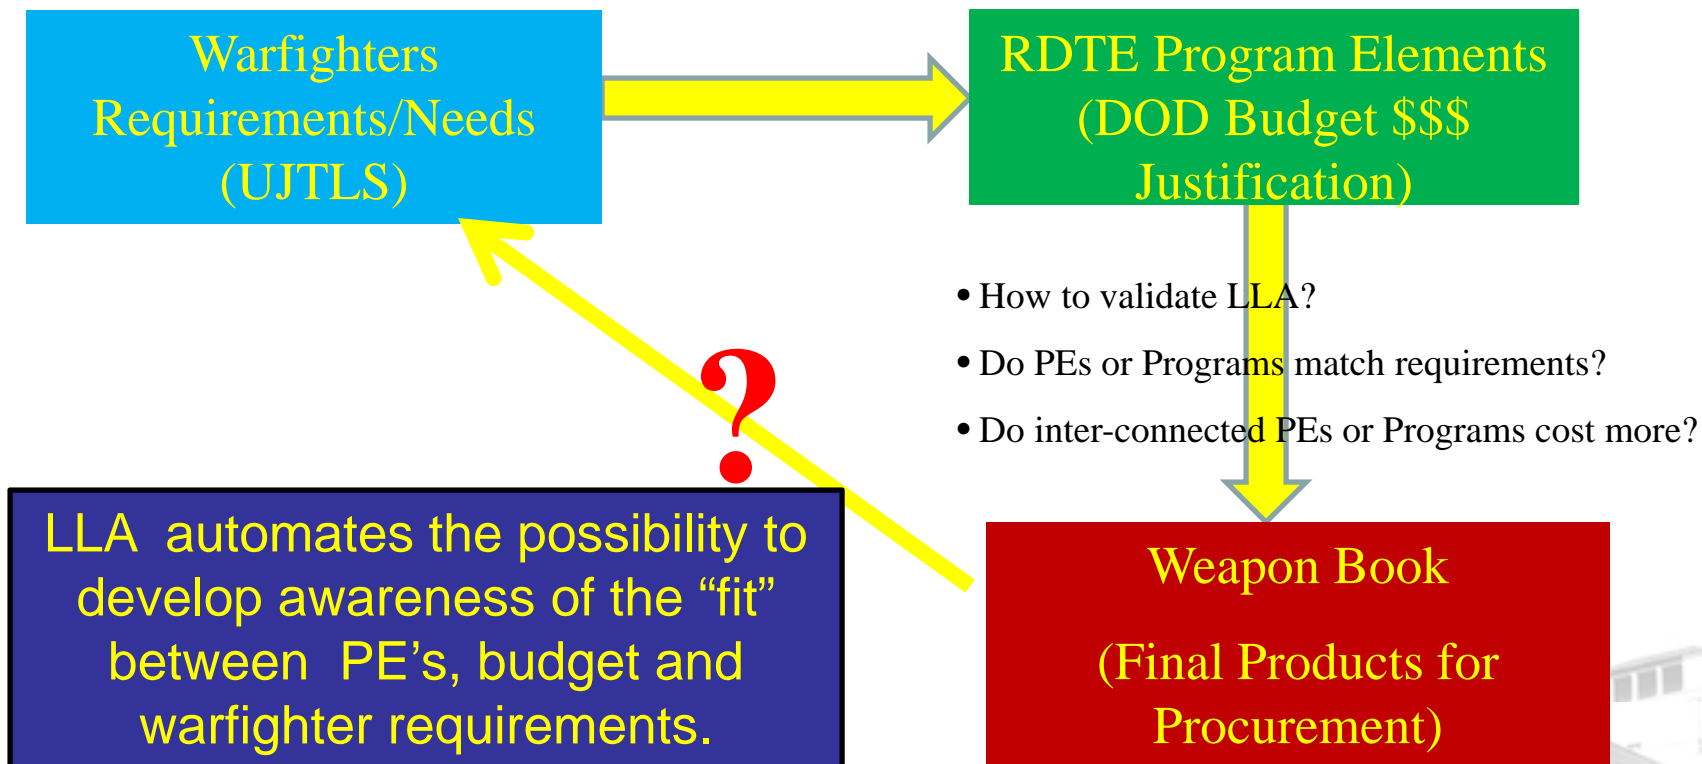 Warfighters
Requirements/Needs
(UJTLS)
RDTE Program Elements
(DOD Budget $$$
Justification)
• How to validate LLA?
• Do PEs or Programs match requirements?
• Do inter-connected PEs or Programs cost more?
?
LLA automates the possibility to
develop awareness of the “fit”
between PE’s, budget and
warfighter requirements.
Weapon Book
(Final Products for
Procurement)